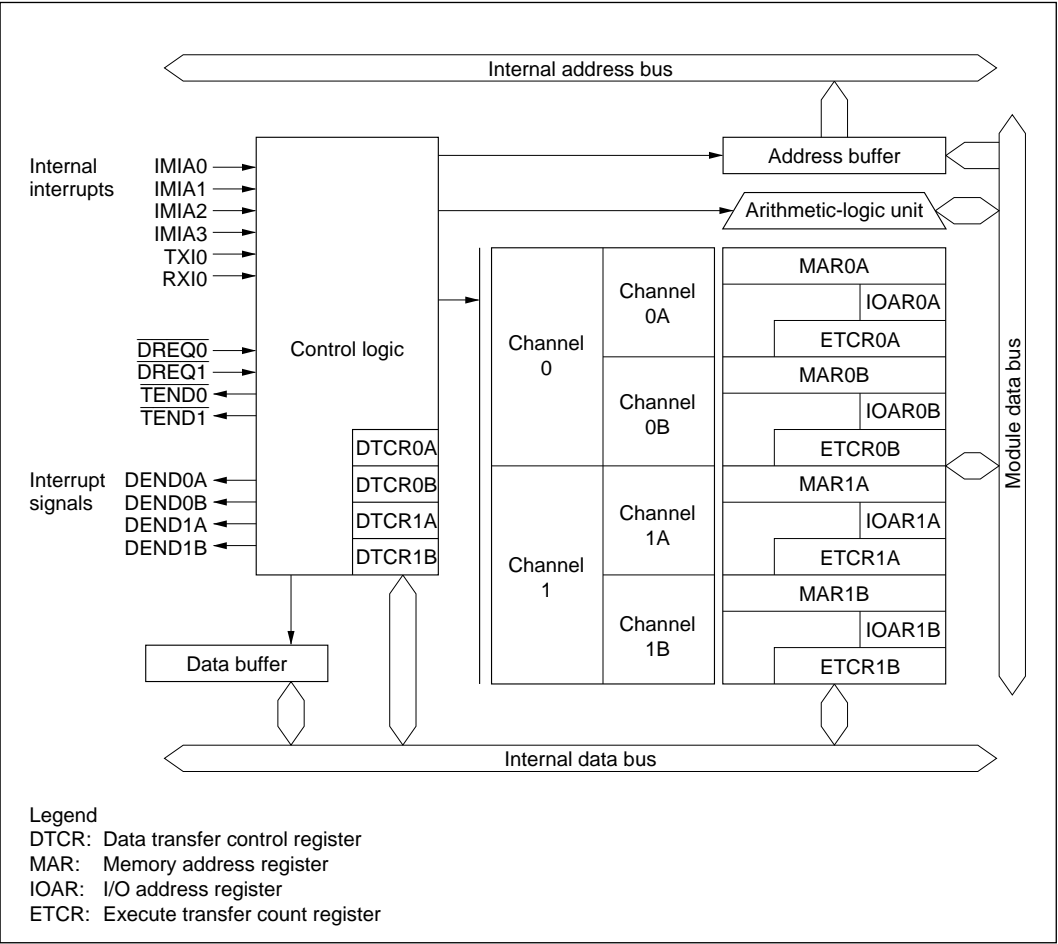 Internal address bus
Address buffer
Arithmetic-logic unit
Internal
interrupts
IMIA0
IMIA1
IMIA2
IMIA3
TXI0
RXI0
DREQ0
DREQ1
TEND0
TEND1
Interrupt
signals
DEND0A
DEND0B
DEND1A
DEND1B
Control logic
DTCR0A
DTCR0B
DTCR1A
DTCR1B
Channel
0
Channel
0A
Channel
0B
Channel
1
Channel
1A
Channel
1B
MAR0A
IOAR0A
ETCR0A
MAR0B
IOAR0B
ETCR0B
MAR1A
IOAR1A
ETCR1A
MAR1B
IOAR1B
ETCR1B
Module data bus
Data buffer
Internal data bus
Legend
DTCR: Data transfer control register
MAR: Memory address register
IOAR: I/O address register
ETCR: Execute transfer count register